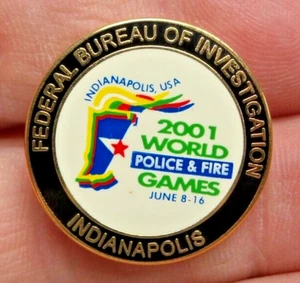 FEDERAL BUREAU OF INVESTIGATION
INDIANAPOLIS, USA
2001
WORLD
POLICE & FIRE
GAMES
JUNE 8-16
INDIANAPOLIS